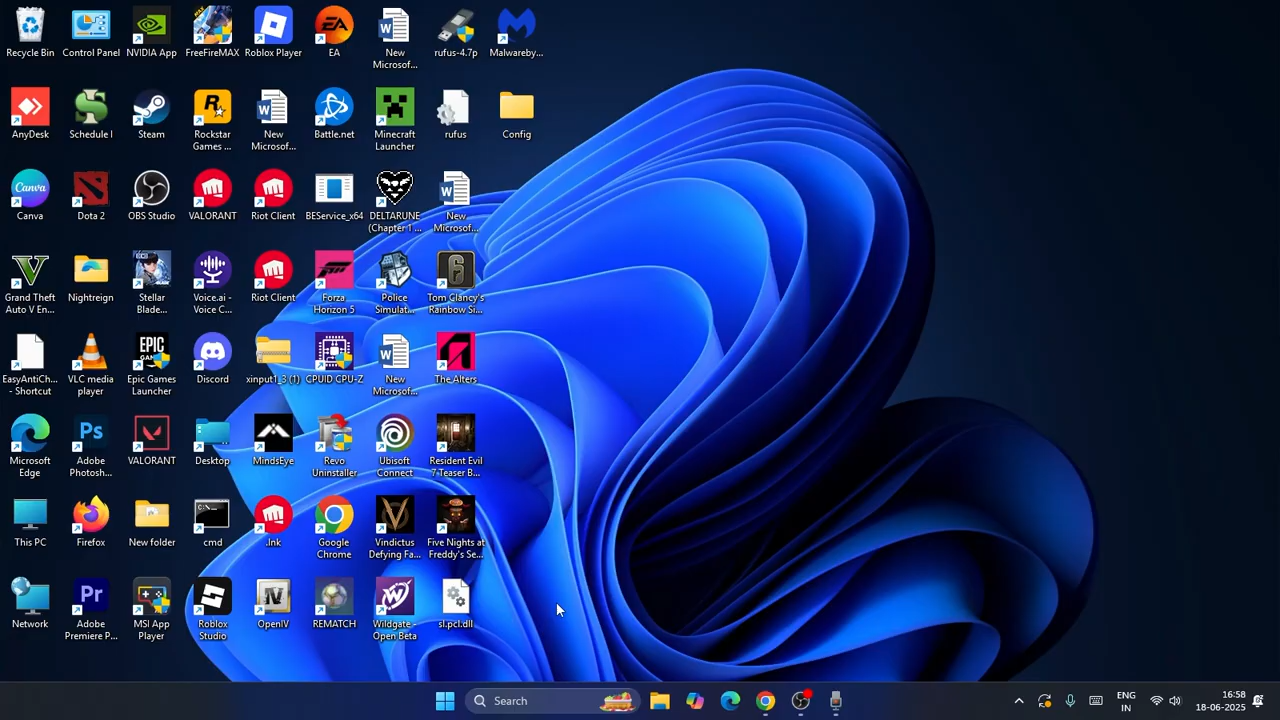 Recycle Bin
Control Panel
NVIDIA App
FreeFireMAX
Roblox Player
EA
New
Microsof...
rufus-4.7p
Malwareby...
AnyDesk
Schedule I
Steam
Rockstar
Games ...
New
Microsof...
Battle.net
Minecraft
Launcher
rufus
Config
Canva
Canva
Dota 2
OBS Studio
VALORANT
Riot Client
BEService_x64
DELTARUNE
(Chapter 1 ...
New
Microsof...
Grand Theft
Auto V En...
Nightreign
Stellar
Blade...
Voice.ai -
Voice C...
Riot Client
Forza
Horizon 5
Police
Simulat...
Tom Clancy's
Rainbow Si...
EasyAntiCh...
- Shortcut
VLC media
player
EPIC
GAMES
Epic Games
Launcher
Discord
xinput1_3 (1)
CPUID CPU-Z
New
Microsof...
The Alters
Microsoft
Edge
Ps
Adobe
Photosh...
VALORANT
Desktop
MindsEye
Revo
Uninstaller
Ubisoft
Connect
Resident Evil
7 Teaser B...
This PC
Firefox
New folder
cmd
.lnk
Google
Chrome
Vindictus
Defying Fa...
Five Nights at
Freddy's Se...
Network
Pr
Adobe
Premiere P...
MSI App
Player
Roblox
Studio
IV
OpenIV
REMATCH
Wildgate -
Open Beta
sl.pcl.dll
Search
ENG
IN
16:58
18-06-2025